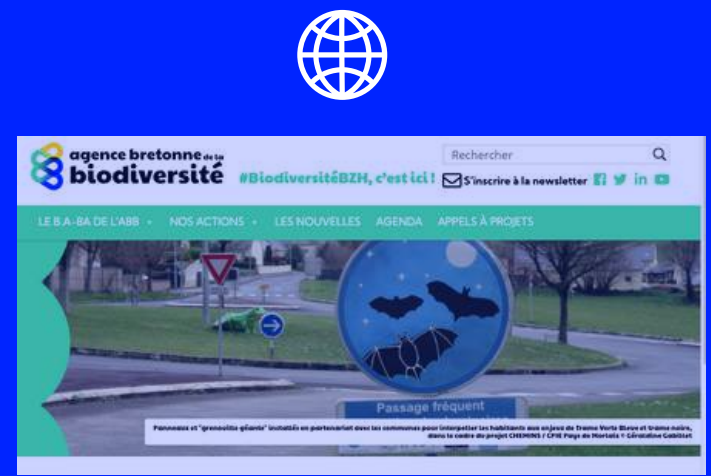 agence bretonne de la
biodiversité
#BiodiversitéBZH, c'est ici !
Rechercher
S'inscrire à la newsletter
LE B.A-BA DE L'ABB
NOS ACTIONS
LES NOUVELLES
AGENDA
APPELS À PROJETS
Passage fréquent
Panneaux et "grenouille géante" installés en partenariat avec les communes pour interpeller les habitants aux enjeux de Trame Verte Bleue et trame noire,
dans le cadre du projet CHEMINS / CPIE Pays de Morlaix © Géraldine Gabillet